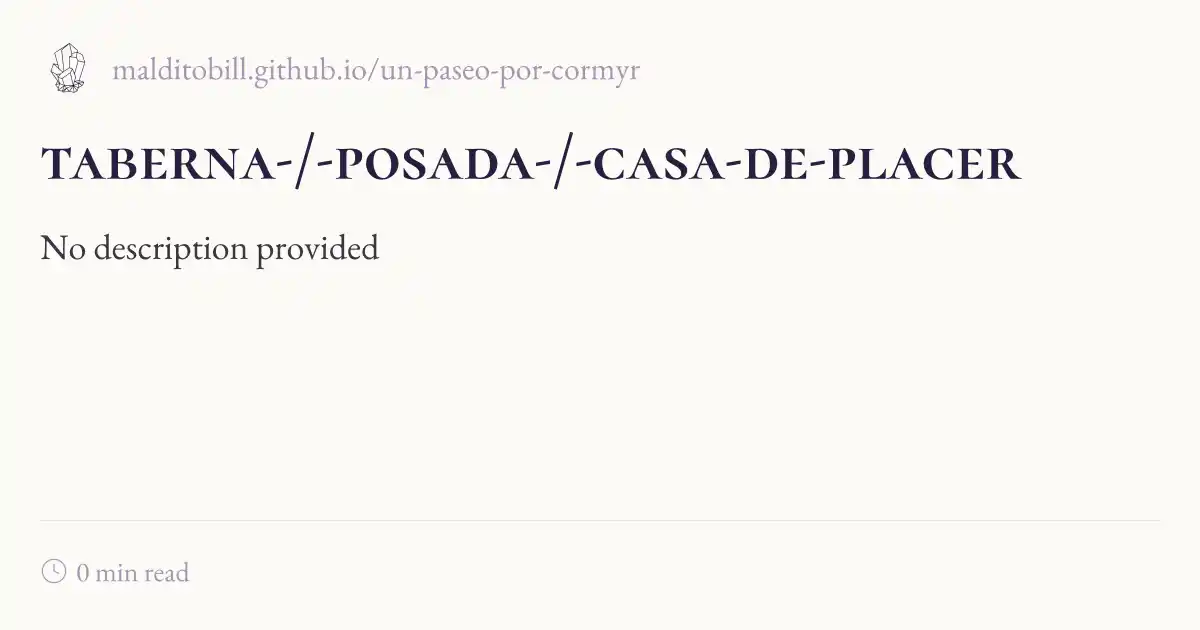 malditobill.github.io/un-paseo-por-cormyr
TABERNA-/-POSADA-/-CASA-DE-PLACER
No description provided
0 min read